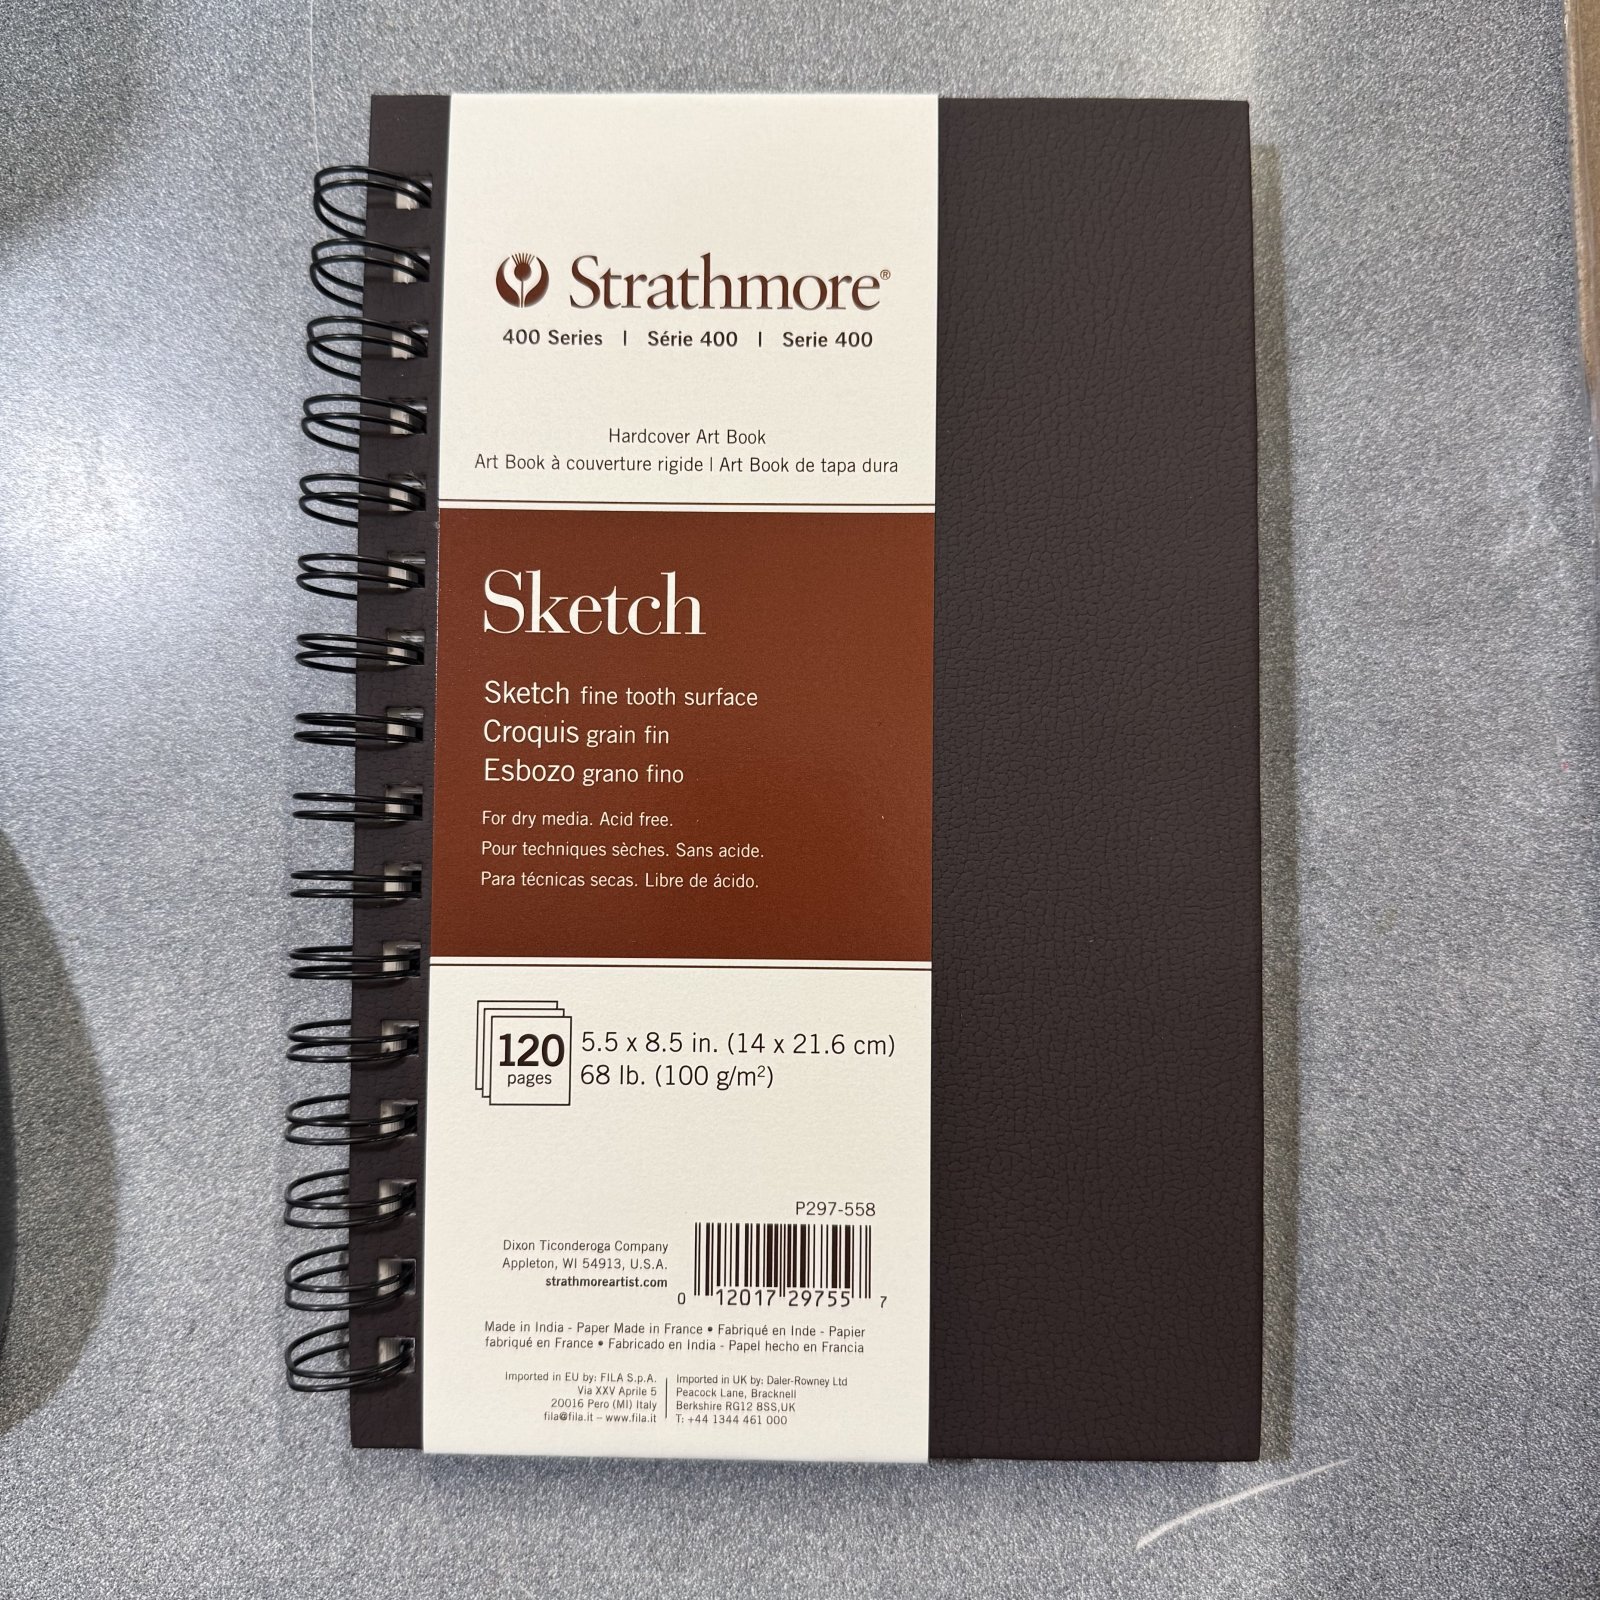 Strathmore®
400 Series | Série 400 | Serie 400
Hardcover Art Book
Art Book à couverture rigide | Art Book de tapa dura
Sketch
Sketch fine tooth surface
Croquis grain fin
Esbozo grano fino
For dry media. Acid free.
Pour techniques sèches. Sans acide.
Para técnicas secas. Libre de ácido.
120
pages
5.5 x 8.5 in. (14 x 21.6 cm)
68 lb. (100 g/m²)
P297-558
Dixon Ticonderoga Company
Appleton, WI 54913, U.S.A.
strathmoreartist.com
0 12017 29755 7
Made in India - Paper Made in France • Fabriqué en Inde - Papier
fabriqué en France • Fabricado en India - Papel hecho en Francia
Imported in EU by: FILA S.p.A.
Via XXV Aprile 5
20016 Pero (MI) Italy
fila@fila.it – www.fila.it
Imported in UK by: Daler-Rowney Ltd
Peacock Lane, Bracknell
Berkshire RG12 8SS,UK
T: +44 1344 461 000